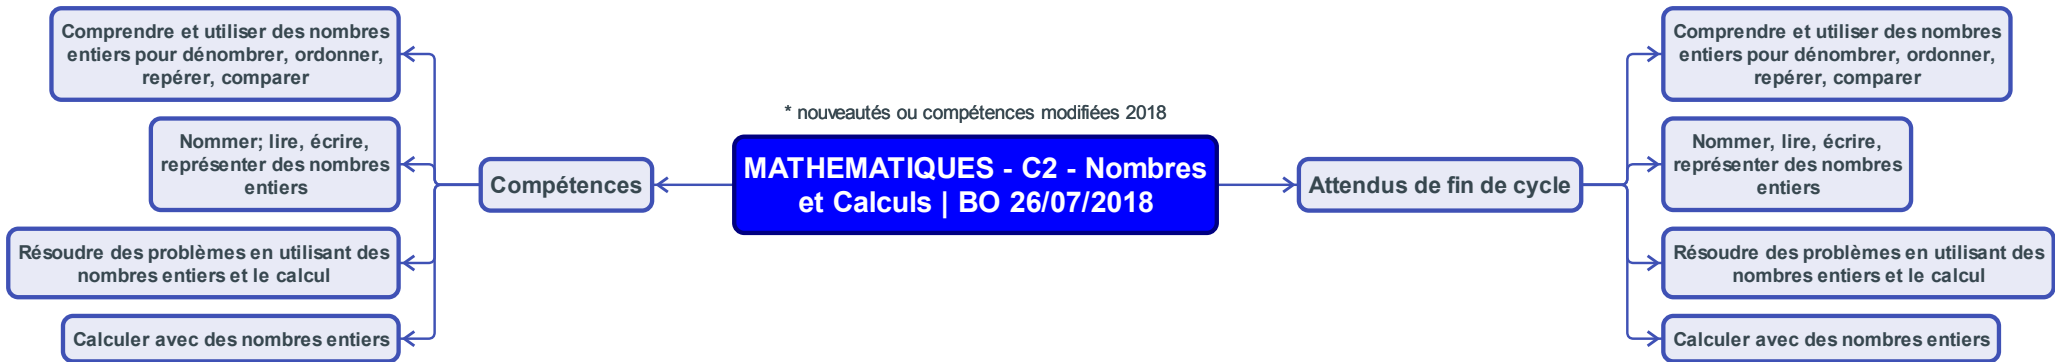 Comprendre et utiliser des nombres
entiers pour dénombrer, ordonner,
repérer, comparer
Nommer; lire, écrire,
représenter des nombres
entiers
Résoudre des problèmes en utilisant des
nombres entiers et le calcul
Calculer avec des nombres entiers
Compétences
* nouveautés ou compétences modifiées 2018
MATHEMATIQUES - C2 - Nombres
et Calculs | BO 26/07/2018
Attendus de fin de cycle
Comprendre et utiliser des nombres
entiers pour dénombrer, ordonner,
repérer, comparer
Nommer, lire, écrire,
représenter des nombres
entiers
Résoudre des problèmes en utilisant des
nombres entiers et le calcul
Calculer avec des nombres entiers